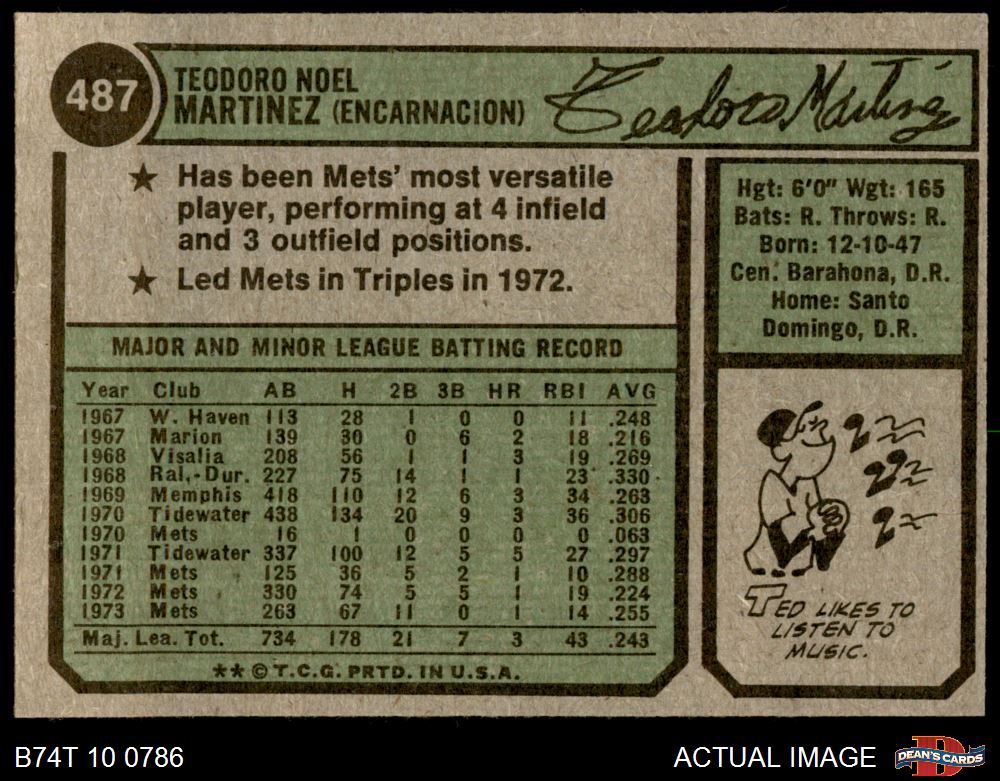 487
TEODORO NOEL
MARTINEZ (ENCARNACION)
Teodoro Martinez
★ Has been Mets' most versatile
player, performing at 4 infield
and 3 outfield positions.
★ Led Mets in Triples in 1972.
Hgt: 6'0" Wgt: 165
Bats: R. Throws: R.
Born: 12-10-47
Cen. Barahona, D.R.
Home: Santo
Domingo, D.R.
MAJOR AND MINOR LEAGUE BATTING RECORD
Year Club AB H 2B 3B HR RBI AVG
1967 W. Haven 113 28 1 0 0 11 .248
1967 Marion 139 30 0 6 2 18 .216
1968 Visalia 208 56 1 1 3 19 .269
1968 Ral.-Dur. 227 75 14 1 1 23 .330
1969 Memphis 418 110 12 6 3 34 .263
1970 Tidewater 438 134 20 9 3 36 .306
1970 Mets 16 1 0 0 0 0 .063
1971 Tidewater 337 100 12 5 5 27 .297
1971 Mets 125 36 5 2 1 10 .288
1972 Mets 330 74 5 5 1 19 .224
1973 Mets 263 67 11 0 1 14 .255
Maj. Lea. Tot. 734 178 21 7 3 43 .243
** © T.C.G. PRTD. IN U.S.A.
TED LIKES TO
LISTEN TO
MUSIC.
B74T 10 0786
ACTUAL IMAGE
D
DEAN'S CARDS